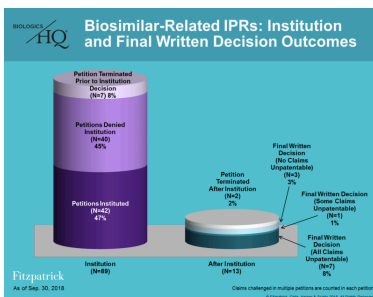 BIOLOGICS
HQ
Biosimilar-Related IPRs: Institution
and Final Written Decision Outcomes
Petition Terminated
Prior to Institution
Decision
(N=7) 8%
Petitions Denied
Institution
(N=40)
45%
Petitions Instituted
(N=42)
47%
Institution
(N=89)
Petition
Terminated
After Institution
(N=2)
2%
After Institution
(N=13)
Final Written
Decision
(No Claims
Unpatentable)
(N=3)
3%
Final Written Decision
(Some Claims
Unpatentable)
(N=1)
1%
Final Written
Decision
(All Claims
Unpatentable)
(N=7)
8%
Fitzpatrick
As of Sep. 30, 2016
Claims challenged in multiple petitions are counted in each petition